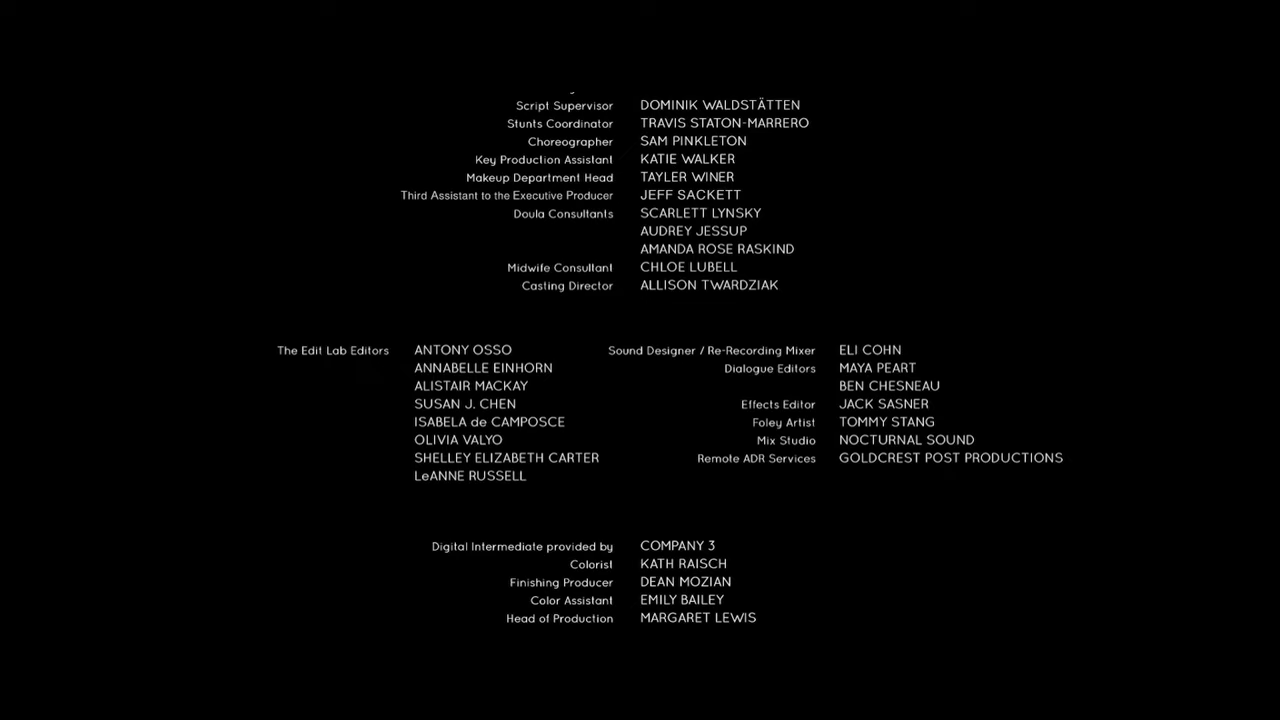 Script Supervisor DOMINIK WALDSTÄTTEN
Stunts Coordinator TRAVIS STATON-MARRERO
Choreographer SAM PINKLETON
Key Production Assistant KATIE WALKER
Makeup Department Head TAYLER WINER
Third Assistant to the Executive Producer JEFF SACKETT
Doula Consultants SCARLETT LYNSKY
AUDREY JESSUP
AMANDA ROSE RASKIND
Midwife Consultant CHLOE LUBELL
Casting Director ALLISON TWARDZIAK
The Edit Lab Editors ANTONY OSSO
ANNABELLE EINHORN
ALISTAIR MACKAY
SUSAN J. CHEN
ISABELA de CAMPOSCE
OLIVIA VALYO
SHELLEY ELIZABETH CARTER
LeANNE RUSSELL
Sound Designer / Re-Recording Mixer ELI COHN
Dialogue Editors MAYA PEART
BEN CHESNEAU
Effects Editor JACK SASNER
Foley Artist TOMMY STANG
Mix Studio NOCTURNAL SOUND
Remote ADR Services GOLDCREST POST PRODUCTIONS
Digital Intermediate provided by COMPANY 3
Colorist KATH RAISCH
Finishing Producer DEAN MOZIAN
Color Assistant EMILY BAILEY
Head of Production MARGARET LEWIS